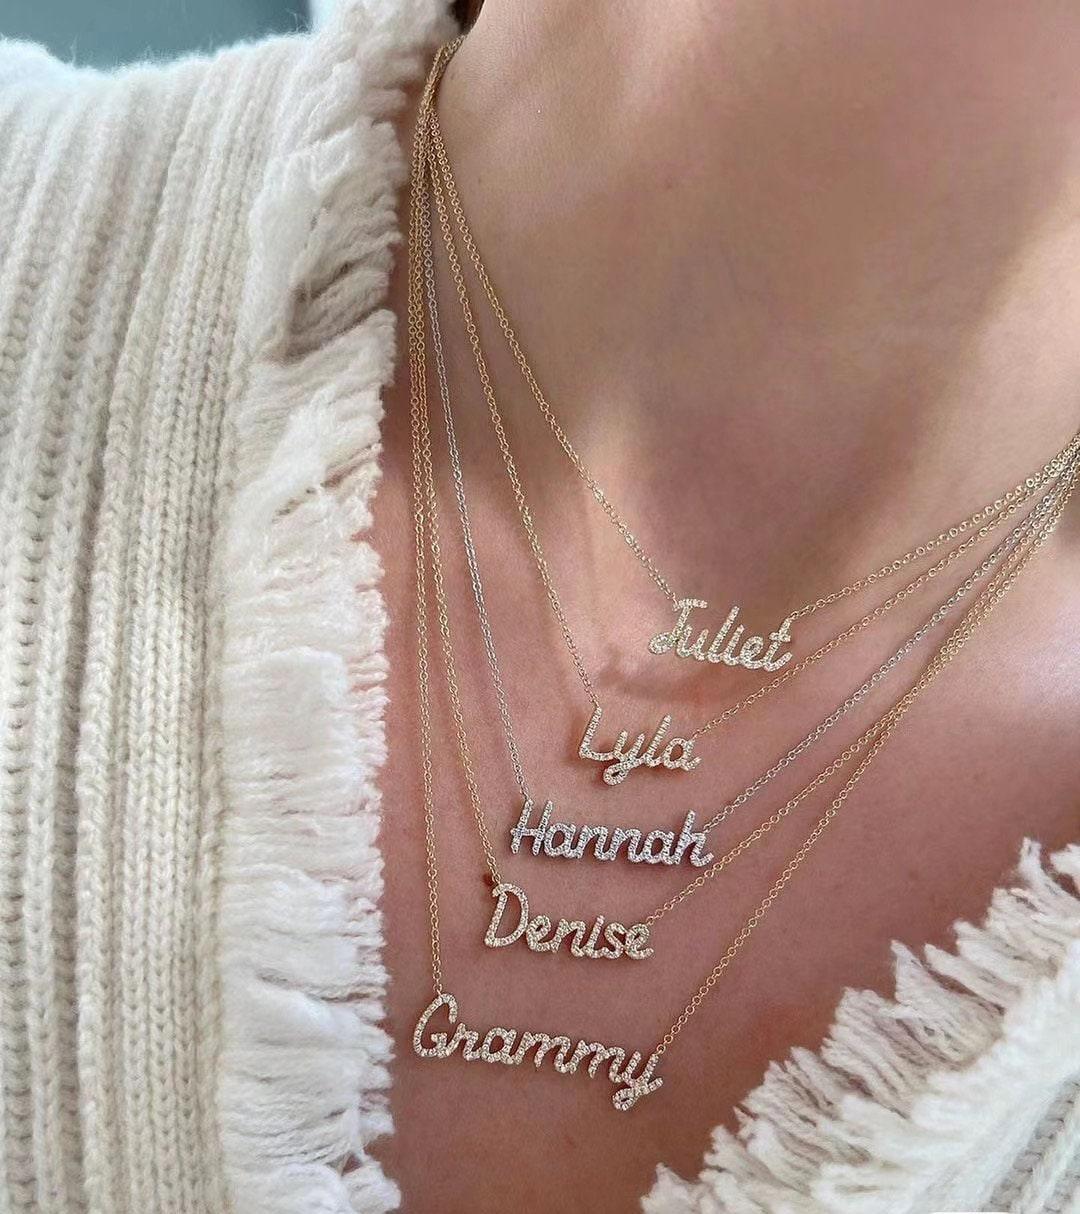 Juliet
Lyla
Hannah
Denise
Grammy